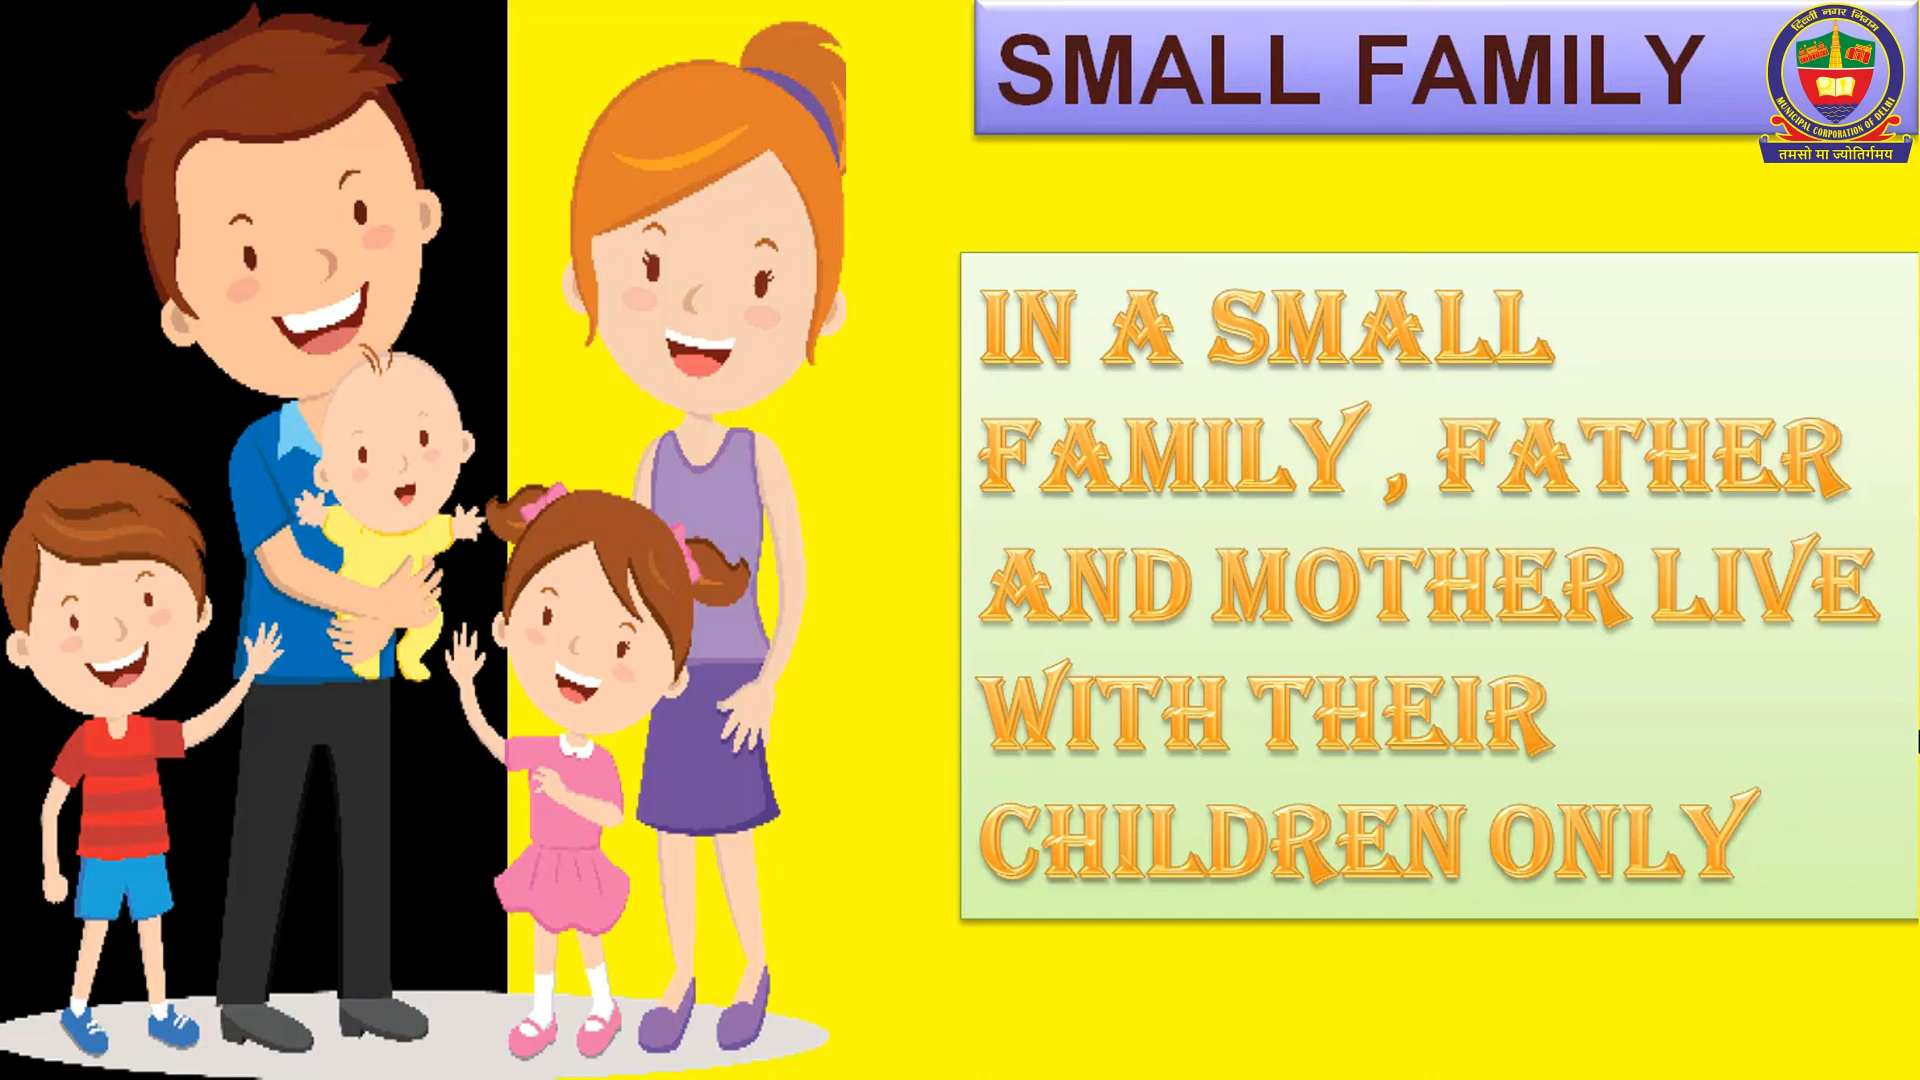 SMALL FAMILY
दिल्ली नगर निगम
MUNICIPAL CORPORATION OF DELHI
तमसो मा ज्योतिर्गमय
IN A SMALL
FAMILY , FATHER
AND MOTHER LIVE
WITH THEIR
CHILDREN ONLY